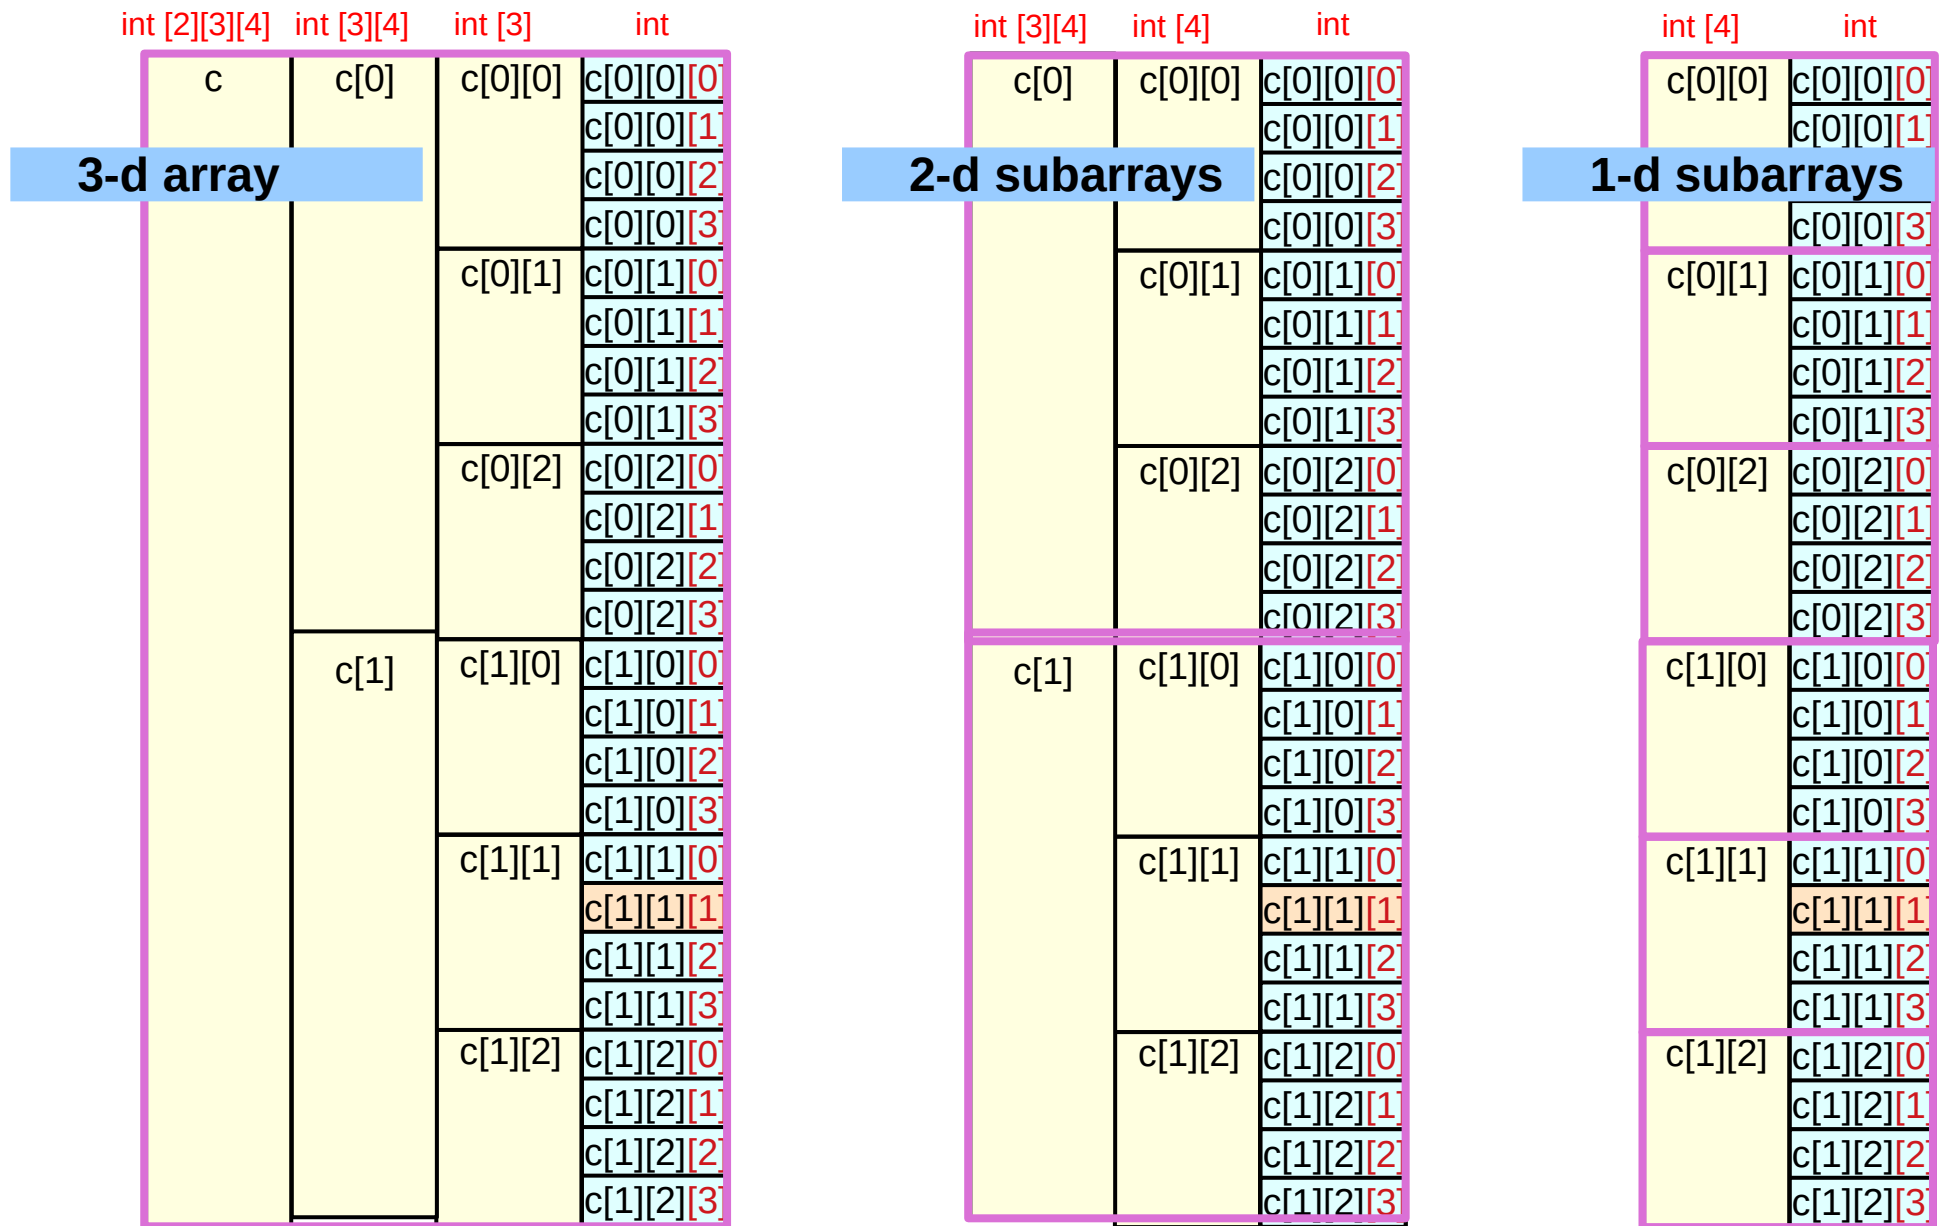 int [2][3][4] int [3][4] int [3] int
c c[0] c[0][0] c[0][0][0]
c[0][0][1]
3-d array
c[0][0][2]
c[0][0][3]
c[0][1] c[0][1][0]
c[0][1][1]
c[0][1][2]
c[0][1][3]
c[0][2] c[0][2][0]
c[0][2][1]
c[0][2][2]
c[0][2][3]
c[1] c[1][0] c[1][0][0]
c[1][0][1]
c[1][0][2]
c[1][0][3]
c[1][1] c[1][1][0]
c[1][1][1]
c[1][1][2]
c[1][1][3]
c[1][2] c[1][2][0]
c[1][2][1]
c[1][2][2]
c[1][2][3]
int [3][4] int [4] int
c[0] c[0][0] c[0][0][0]
c[0][0][1]
2-d subarrays
c[0][0][2]
c[0][0][3]
c[0][1] c[0][1][0]
c[0][1][1]
c[0][1][2]
c[0][1][3]
c[0][2] c[0][2][0]
c[0][2][1]
c[0][2][2]
c[0][2][3]
c[1] c[1][0] c[1][0][0]
c[1][0][1]
c[1][0][2]
c[1][0][3]
c[1][1] c[1][1][0]
c[1][1][1]
c[1][1][2]
c[1][1][3]
c[1][2] c[1][2][0]
c[1][2][1]
c[1][2][2]
c[1][2][3]
int [4] int
c[0][0] c[0][0][0]
c[0][0][1]
1-d subarrays
c[0][0][3]
c[0][1] c[0][1][0]
c[0][1][1]
c[0][1][2]
c[0][1][3]
c[0][2] c[0][2][0]
c[0][2][1]
c[0][2][2]
c[0][2][3]
c[1][0] c[1][0][0]
c[1][0][1]
c[1][0][2]
c[1][0][3]
c[1][1] c[1][1][0]
c[1][1][1]
c[1][1][2]
c[1][1][3]
c[1][2] c[1][2][0]
c[1][2][1]
c[1][2][2]
c[1][2][3]